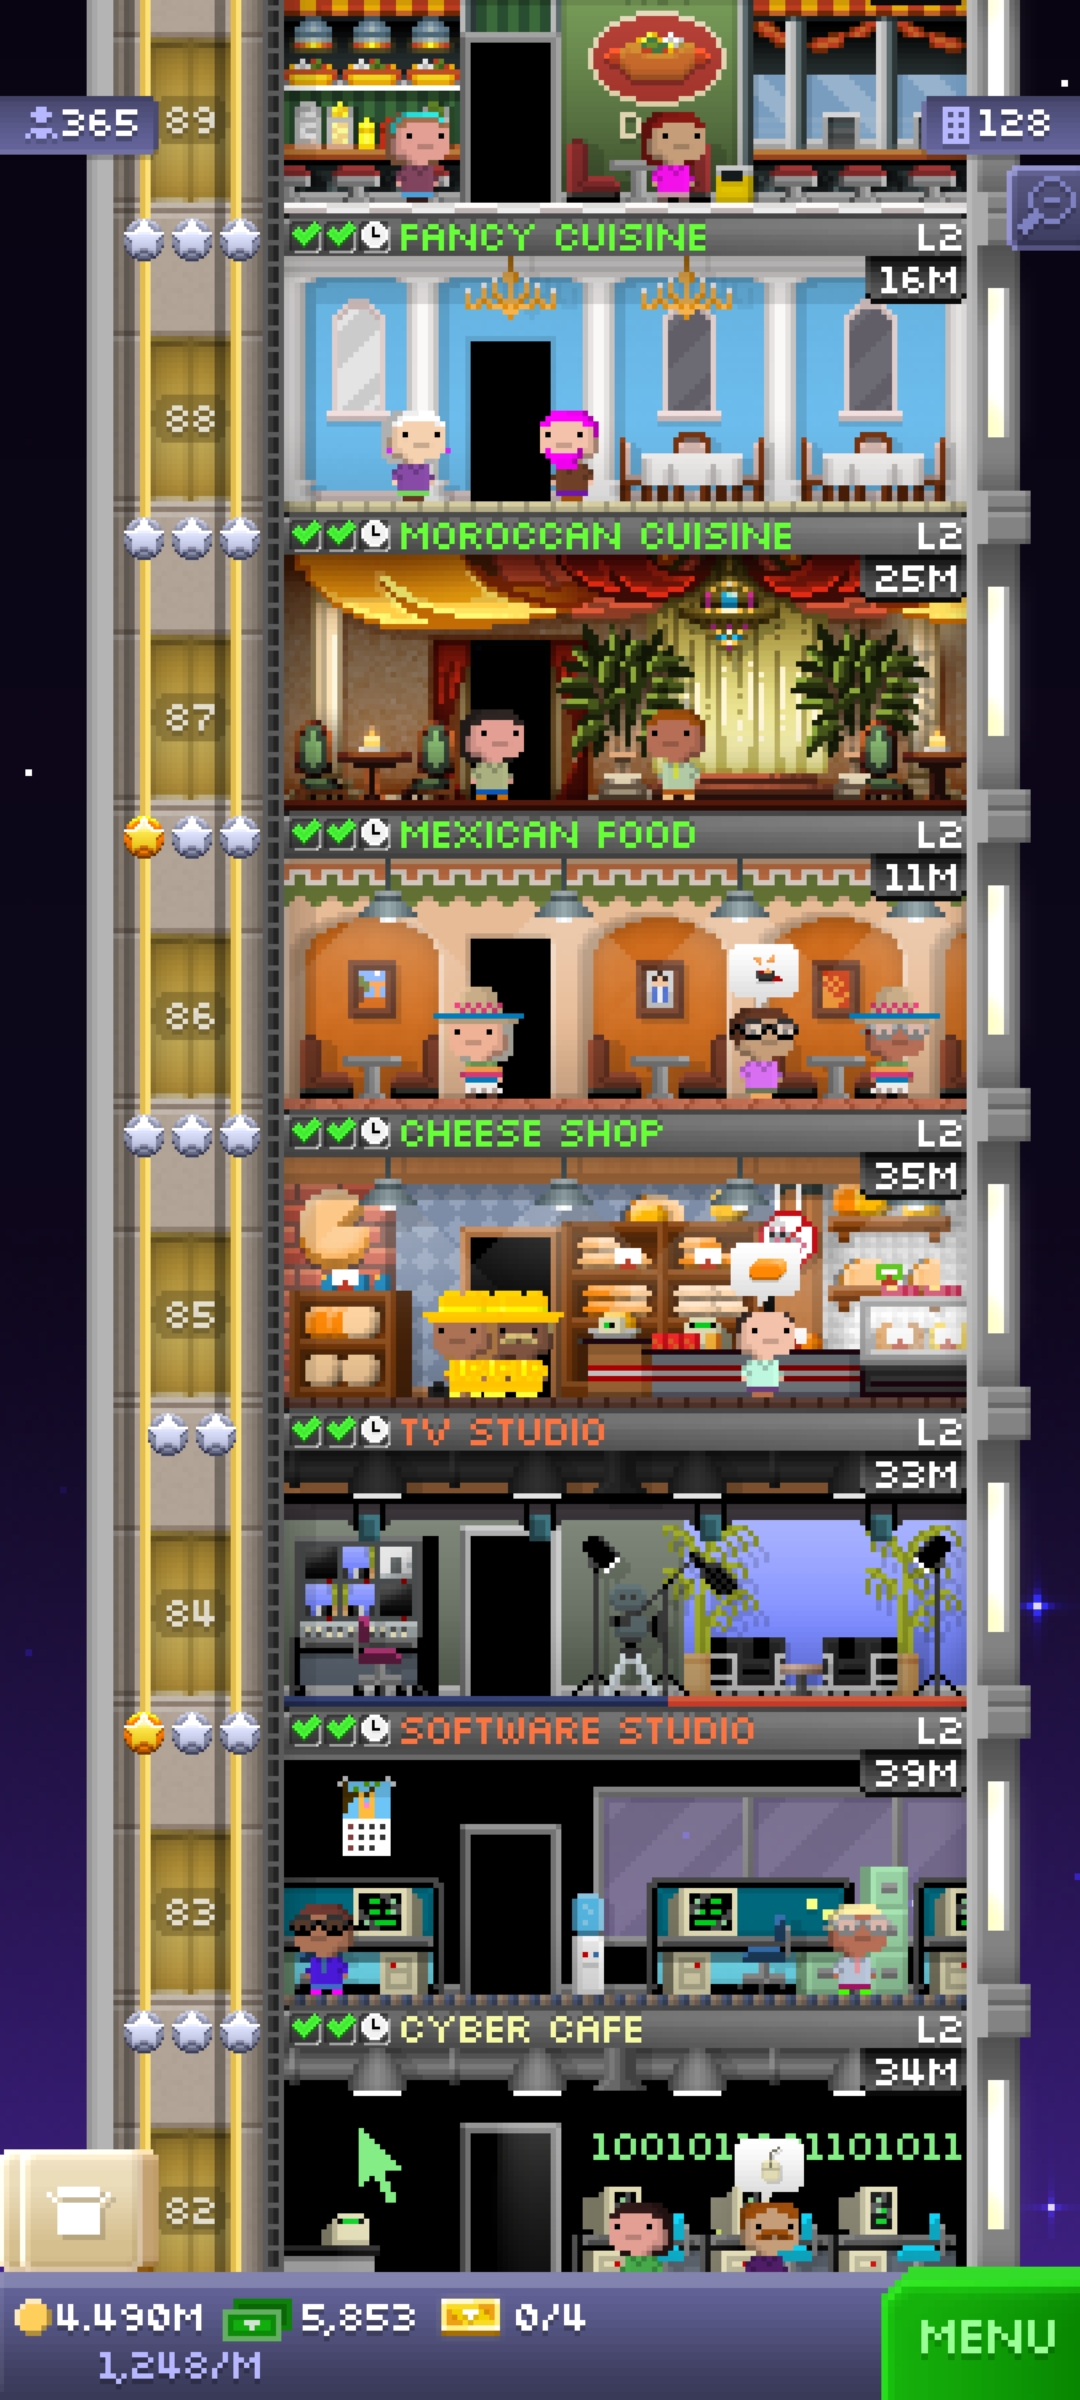 89
365
128
D
FANCY CUISINE L2
16M
88
MOROCCAN CUISINE L2
25M
87
MEXICAN FOOD L2
11M
86
CHEESE SHOP L2
35M
85
TV STUDIO L2
33M
84
SOFTWARE STUDIO L2
39M
83
CYBER CAFE L2
34M
10010 1101011
82
4.490M 5,853 0/4
1,248/M
MENU